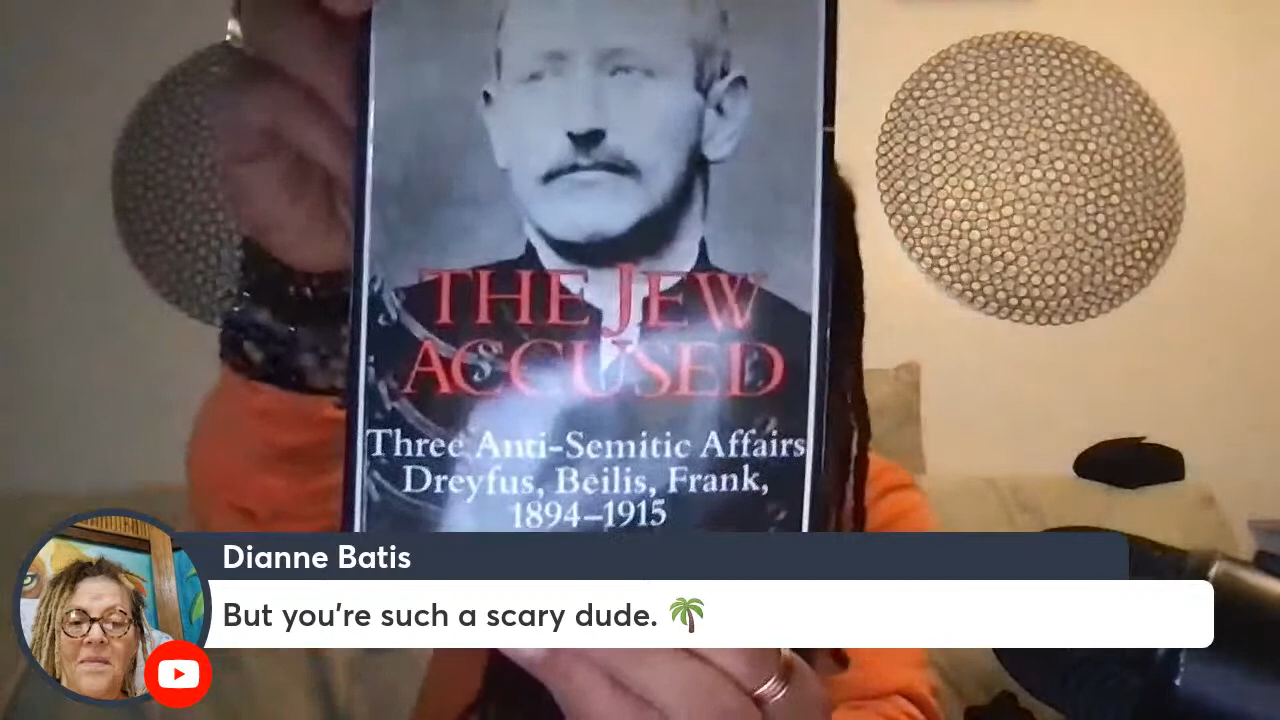 THE JEW
ACCUSED
Three Anti-Semitic Affairs
Dreyfus, Beilis, Frank,
1894–1915
Dianne Batis
But you're such a scary dude. 🌴